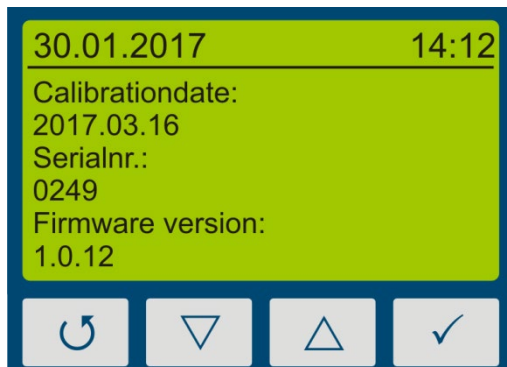 30.01.2017 14:12
Calibrationdate:
2017.03.16
Serialnr.:
0249
Firmware version:
1.0.12